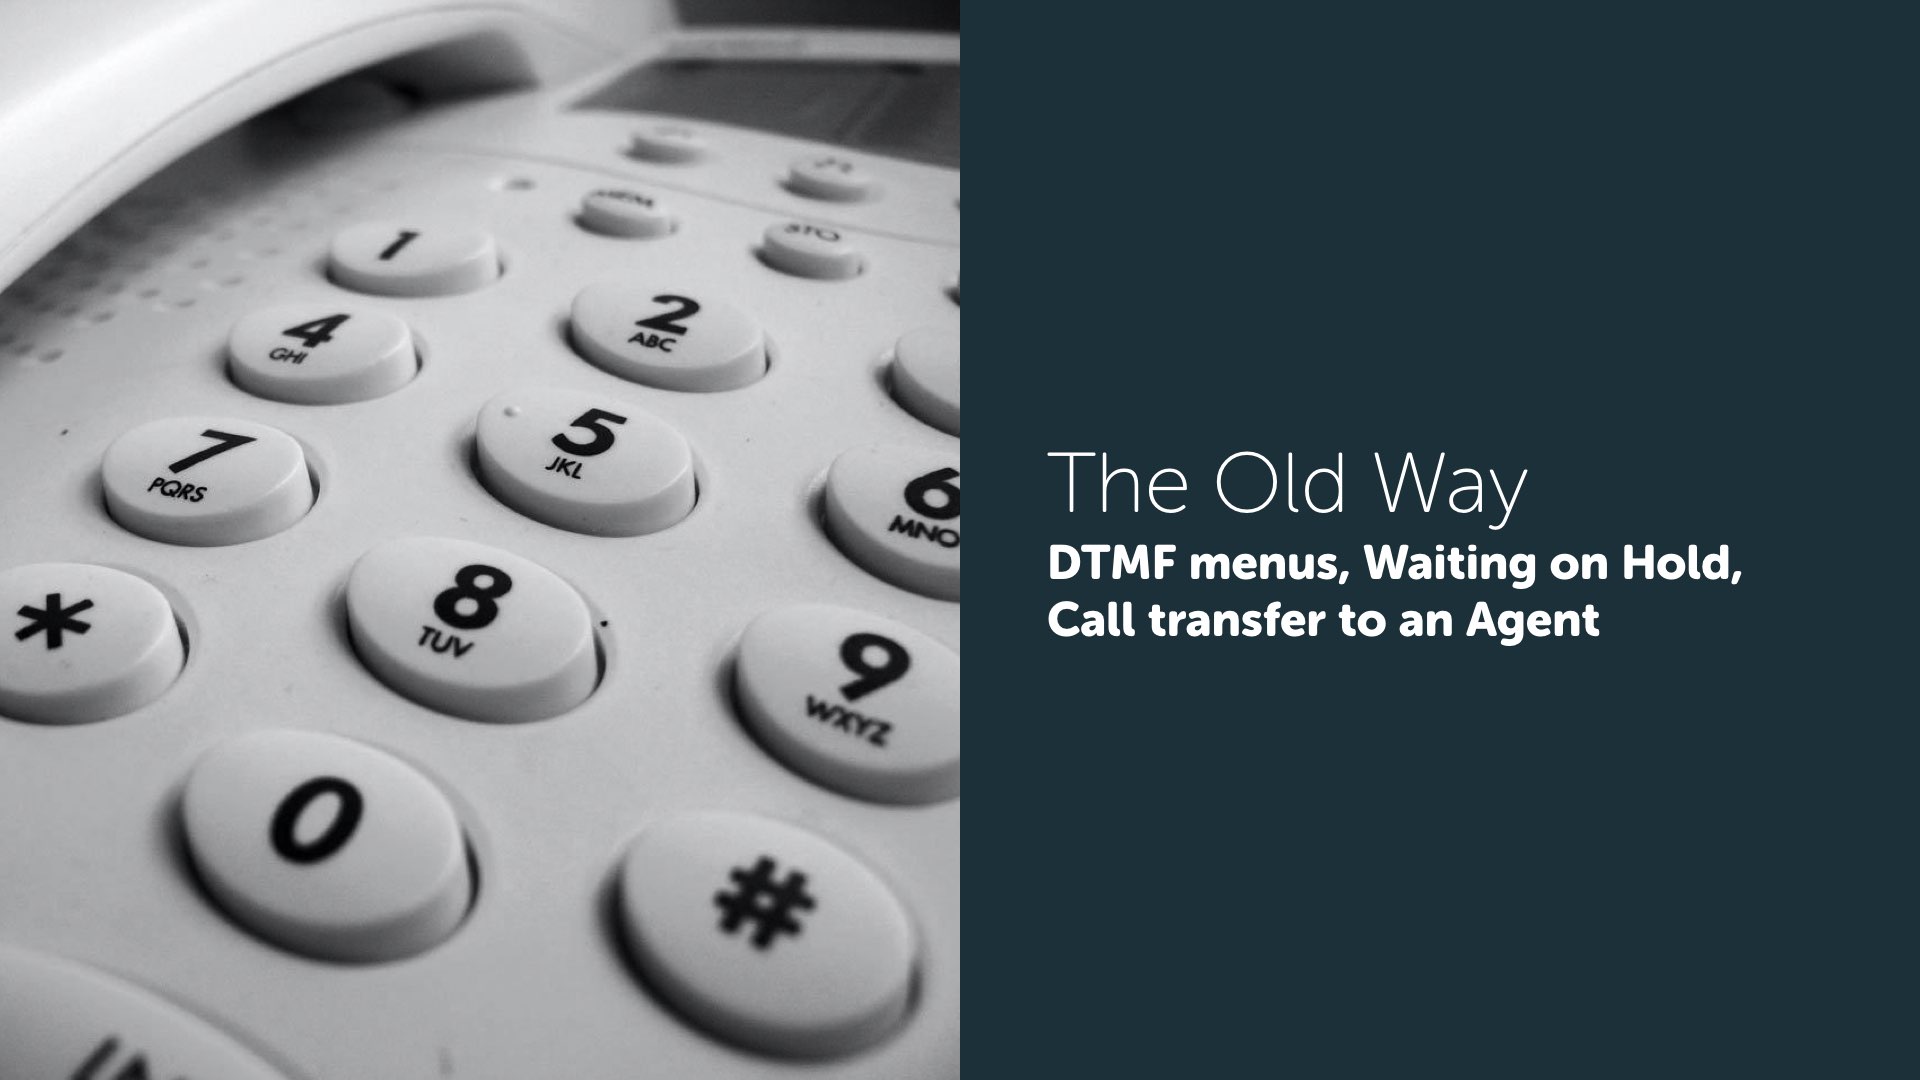 STO
1
2
ABC
4
GHI
5
JKL
6
MNO
7
PQRS
8
TUV
9
WXYZ
*
0
#
The Old Way
DTMF menus, Waiting on Hold,
Call transfer to an Agent